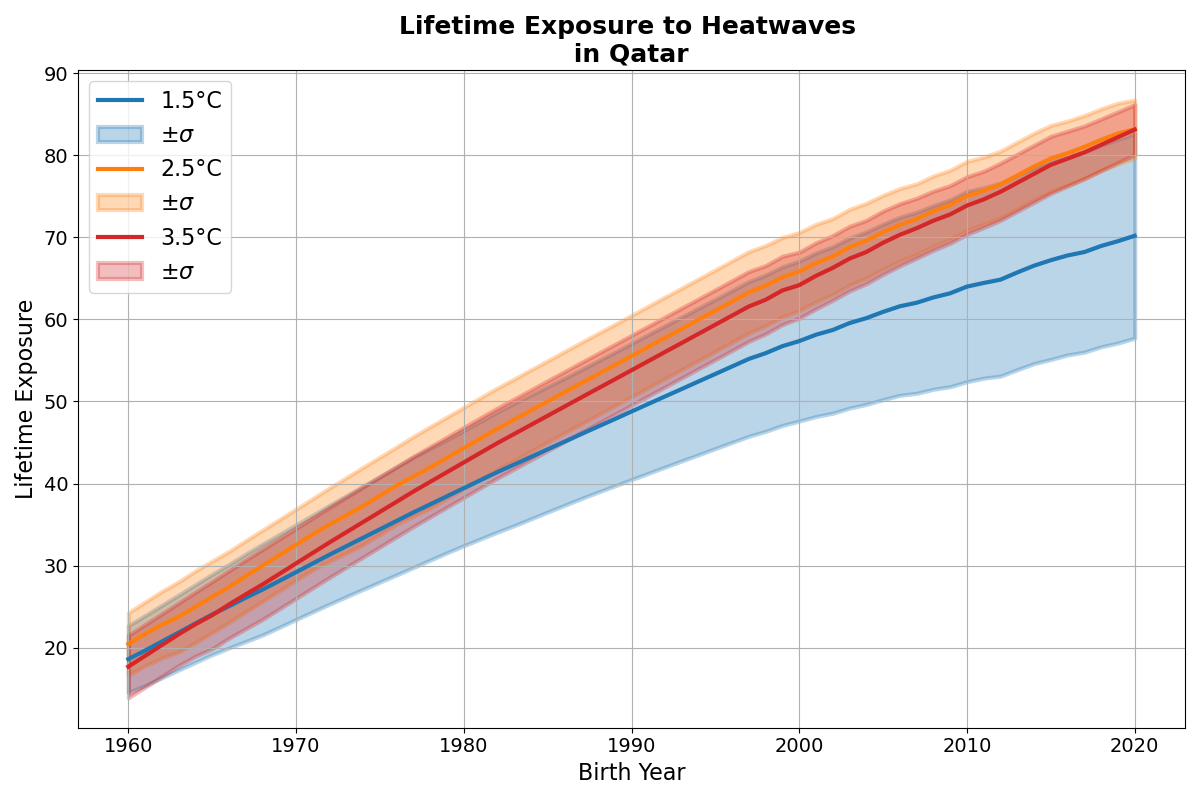 Lifetime Exposure to Heatwaves
in Qatar
90
80
70
60
50
40
30
20
Lifetime Exposure
1.5°C
±σ
2.5°C
±σ
3.5°C
±σ
1960 1970 1980 1990 2000 2010 2020
Birth Year